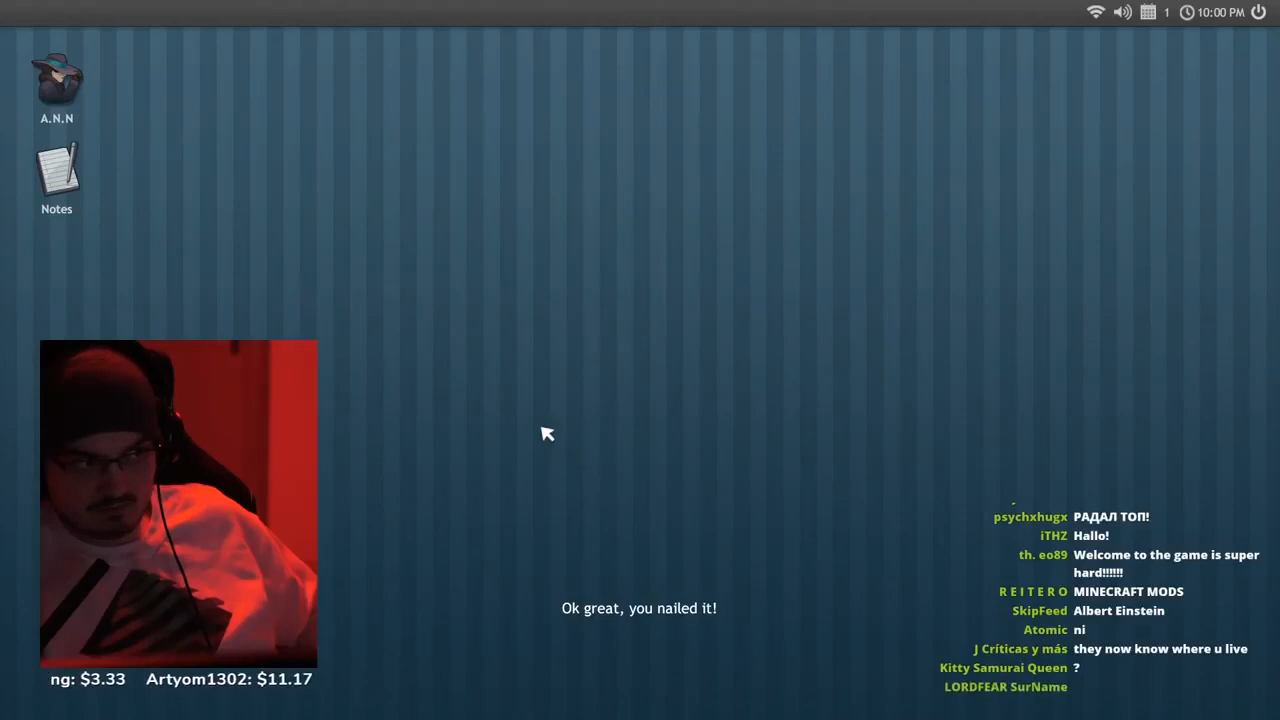 1 10:00 PM
A.N.N
Notes
Ok great, you nailed it!
psychxhugx РАДАЛ ТОП!
iTHZ Hallo!
th. eo89 Welcome to the game is super
hard!!!!!!
R E I T E R O MINECRAFT MODS
SkipFeed Albert Einstein
Atomic ni
J Críticas y más they now know where u live
Kitty Samurai Queen ?
LORDFEAR SurName
ng: $3.33 Artyom1302: $11.17